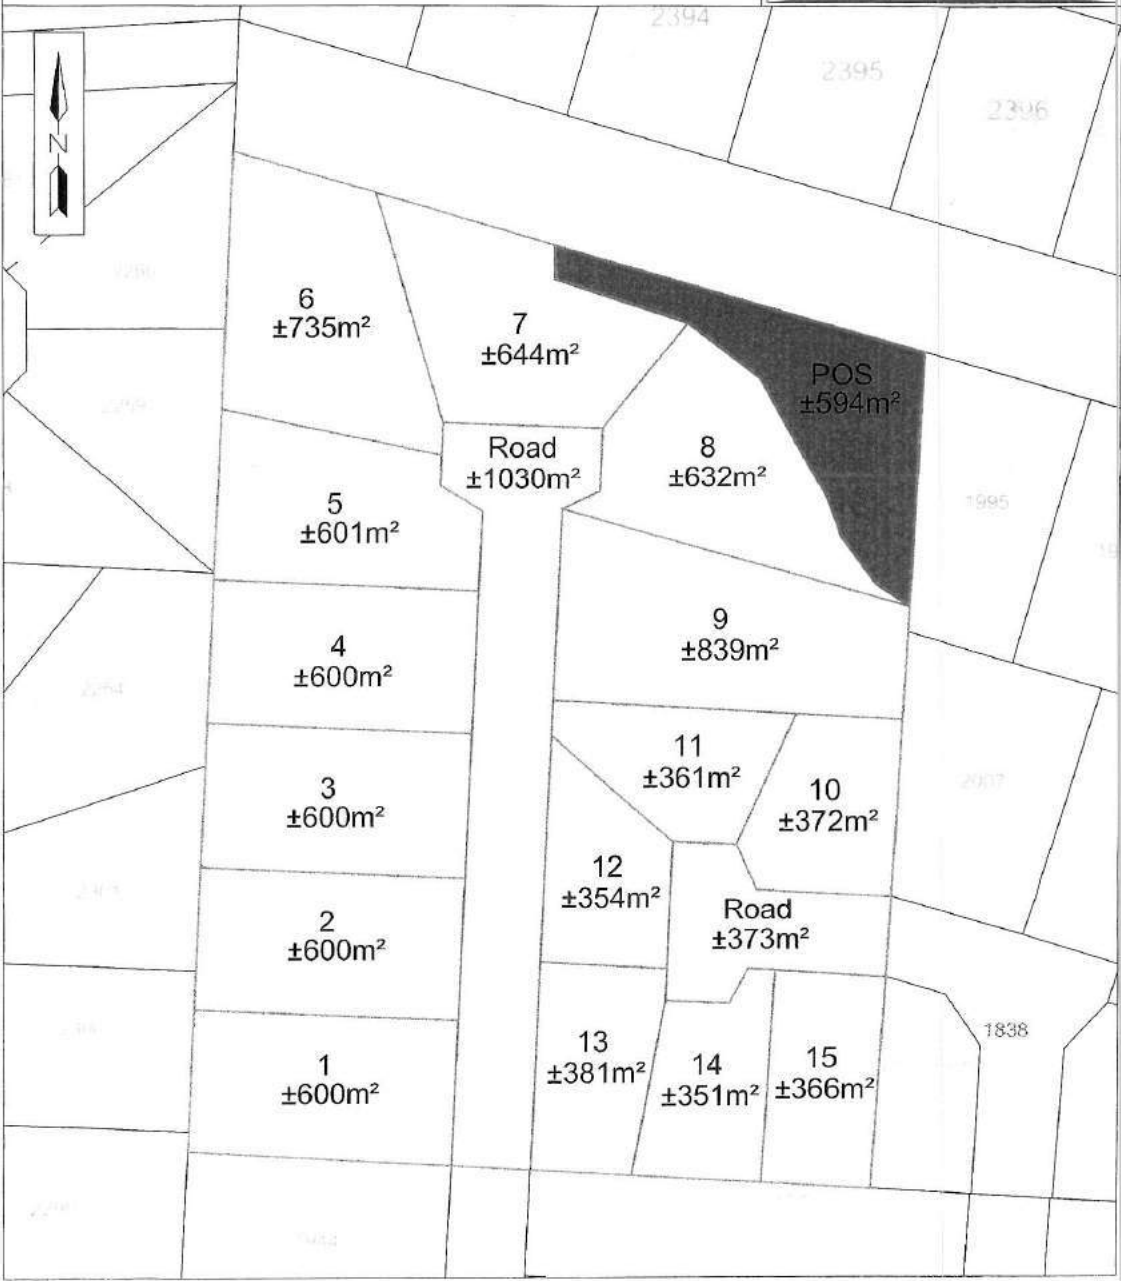 2394
2395
2396
N
6
±735m²
7
±644m²
POS
±594m²
Road
±1030m²
8
±632m²
5
±601m²
1995
4
±600m²
9
±839m²
2264
3
±600m²
11
±361m²
10
±372m²
2007
12
±354m²
2
±600m²
Road
±373m²
1838
1
±600m²
13
±381m²
14
±351m²
15
±366m²